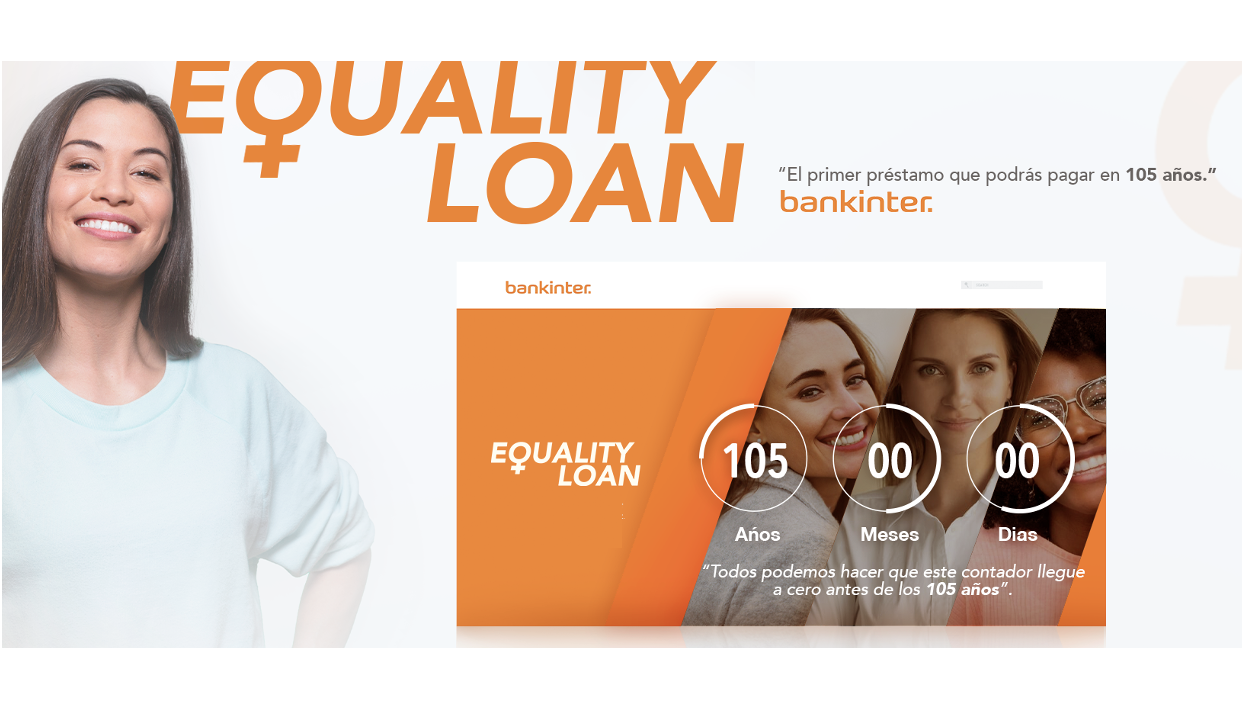 EQUALITY
LOAN
“El primer préstamo que podrás pagar en 105 años.”
bankinter.
bankinter.
EQUALITY
LOAN
105
00
00
Años
Meses
Dias
“Todos podemos hacer que este contador llegue
a cero antes de los 105 años”.